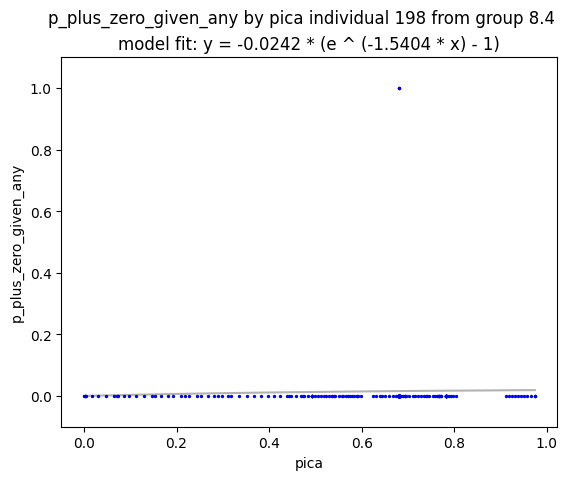 p_plus_zero_given_any by pica individual 198 from group 8.4
model fit: y = -0.0242 * (e ^ (-1.5404 * x) - 1)
p_plus_zero_given_any
1.0
0.8
0.6
0.4
0.2
0.0
0.0 0.2 0.4 0.6 0.8 1.0
pica